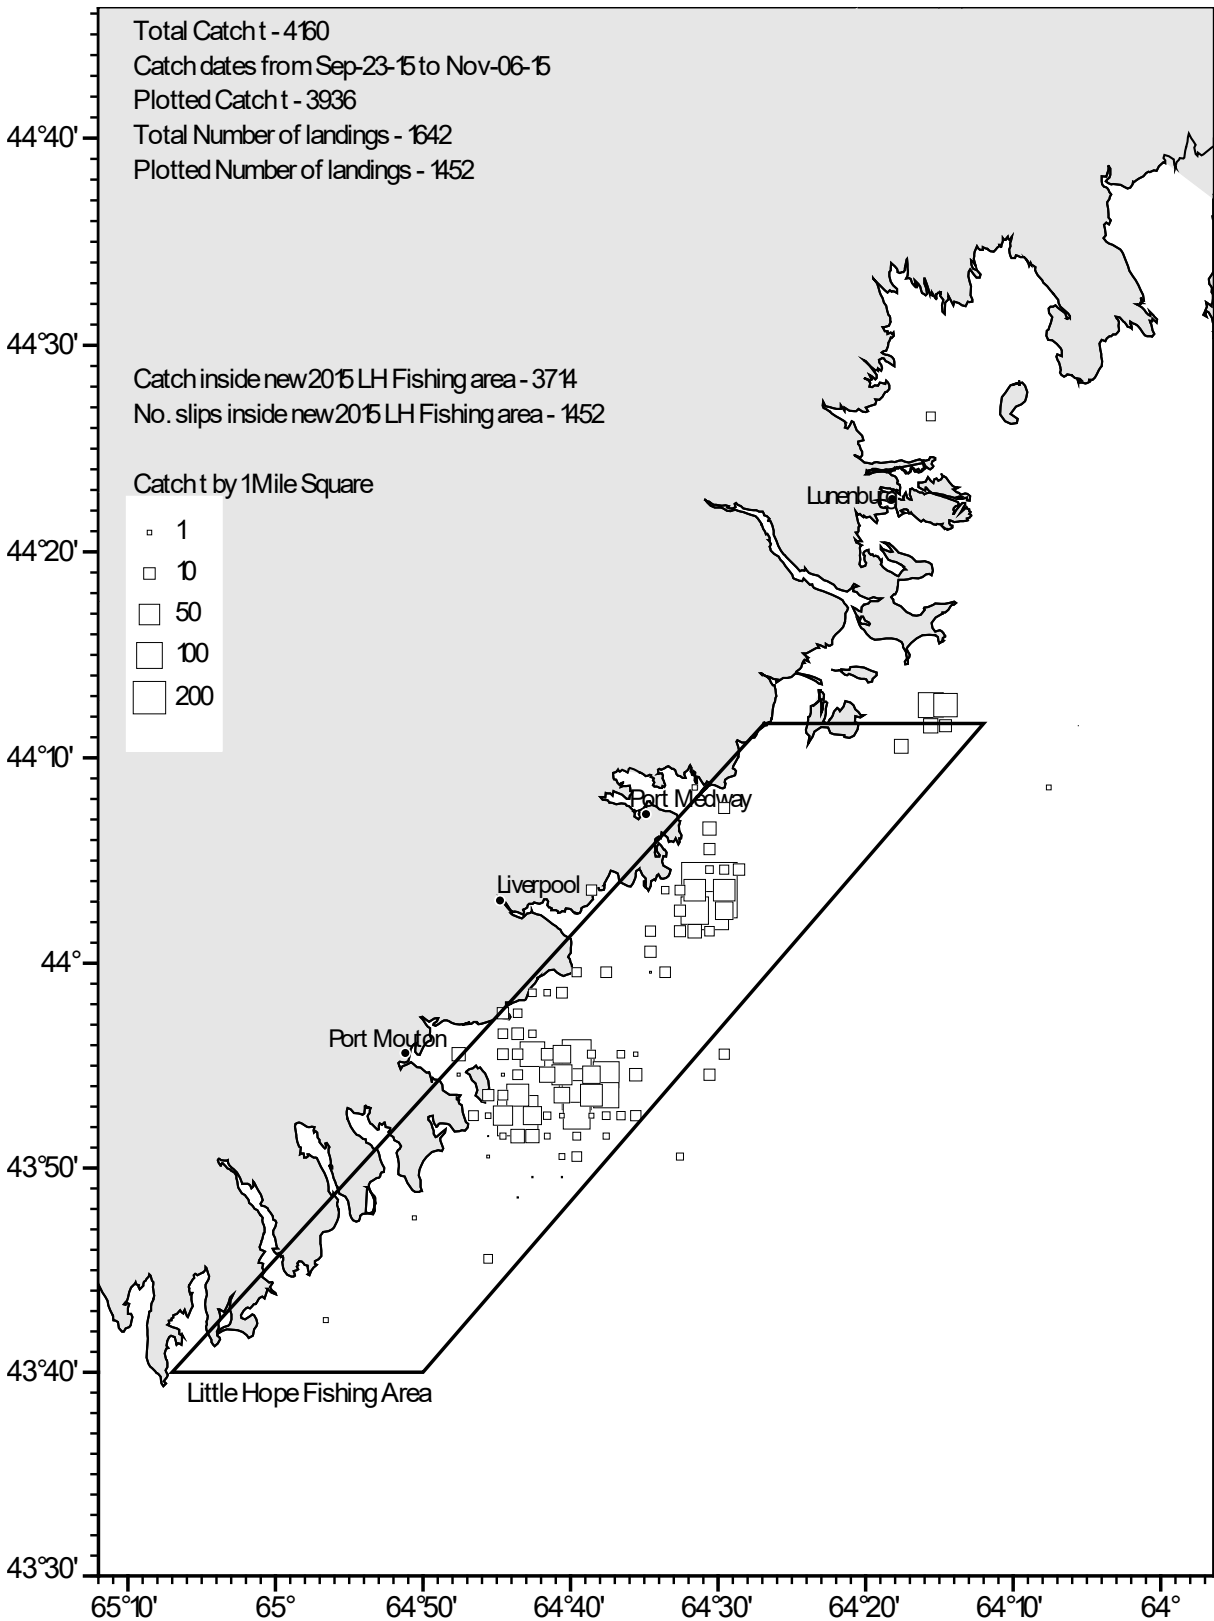 Total Catch t - 4160
Catch dates from Sep-23-15 to Nov-06-15
Plotted Catch t - 3936
Total Number of landings - 1642
Plotted Number of landings - 1452
Catch inside new 2015 LH Fishing area - 3714
No. slips inside new 2015 LH Fishing area - 1452
Catch t by 1 Mile Square
1
10
50
100
200
44°40'
44°30'
44°20'
44°10'
44°
43°50'
43°40'
43°30'
Lunenburg
Port Medway
Liverpool
Port Mouton
Little Hope Fishing Area
65°10'
65°
64°50'
64°40'
64°30'
64°20'
64°10'
64°